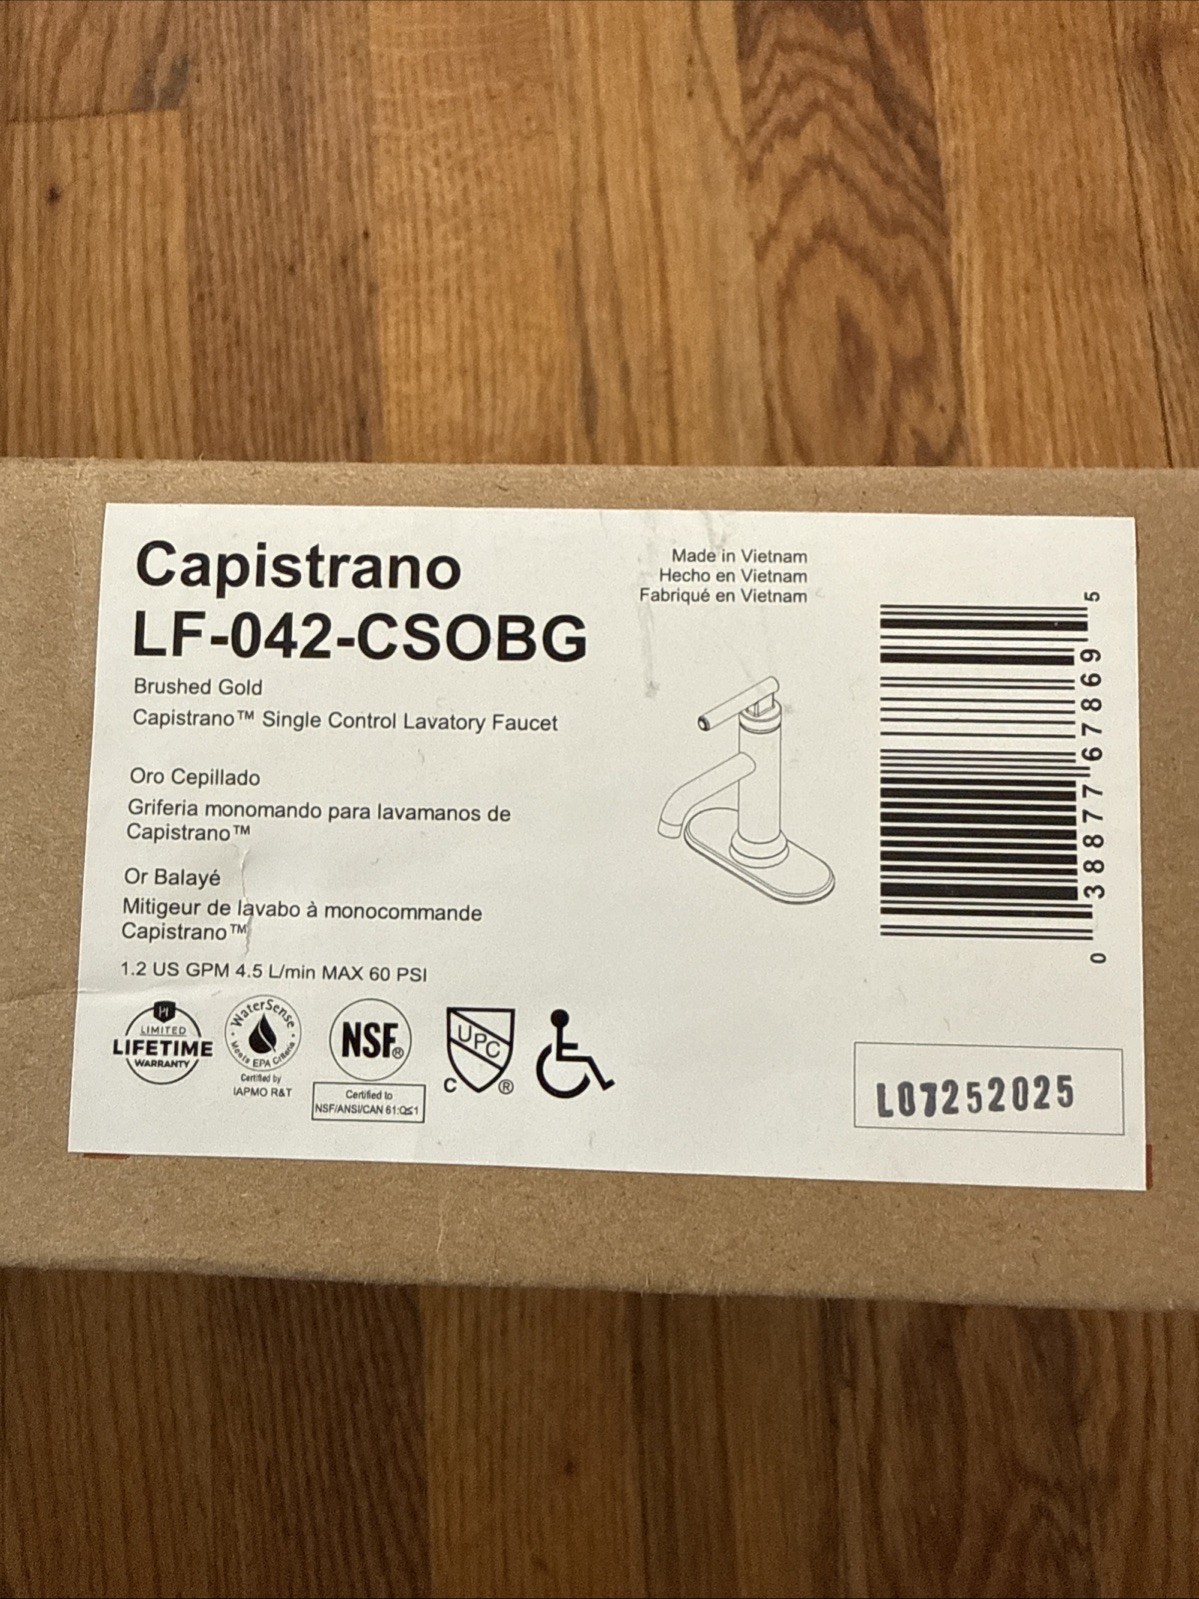 Capistrano
LF-042-CSOBG
Brushed Gold
Capistrano™ Single Control Lavatory Faucet
Oro Cepillado
Griferia monomando para lavamanos de
Capistrano™
Or Balayé
Mitigeur de lavabo à monocommande
Capistrano™
1.2 US GPM 4.5 L/min MAX 60 PSI
Made in Vietnam
Hecho en Vietnam
Fabriqué en Vietnam
0 38877 67869 5
LIMITED
LIFETIME
WARRANTY
WaterSense
Meets EPA Criteria
Certified by
IAPMO R&T
NSF®
Certified to
NSF/ANSI/CAN 61:Q≤1
UPC
C ®
L07252025